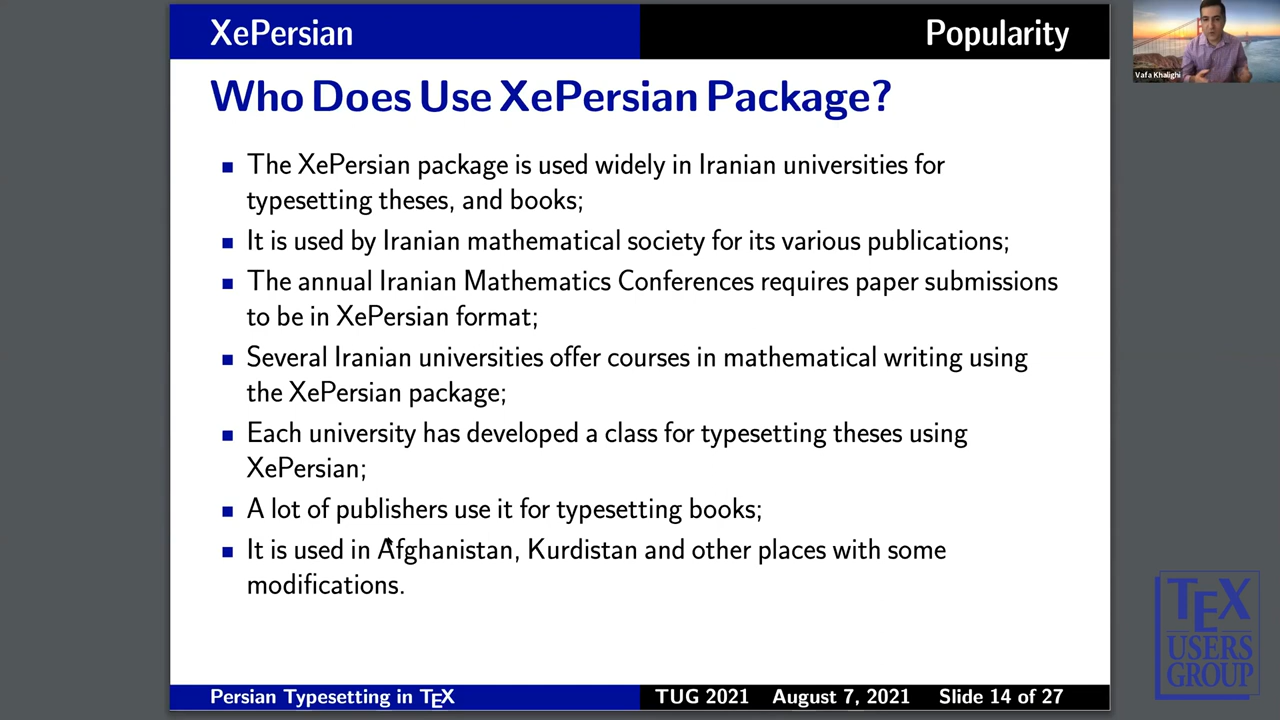 XePersian
Popularity
Who Does Use XePersian Package?
The XePersian package is used widely in Iranian universities for
typesetting theses, and books;
It is used by Iranian mathematical society for its various publications;
The annual Iranian Mathematics Conferences requires paper submissions
to be in XePersian format;
Several Iranian universities offer courses in mathematical writing using
the XePersian package;
Each university has developed a class for typesetting theses using
XePersian;
A lot of publishers use it for typesetting books;
It is used in Afghanistan, Kurdistan and other places with some
modifications.
Persian Typesetting in TEX
TUG 2021 August 7, 2021 Slide 14 of 27
Vafa Khalighi
TEX
USERS
GROUP